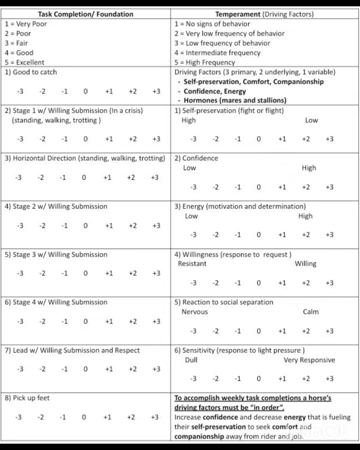 Task Completion/ Foundation
Temperament (Driving Factors)
1 = Very Poor
2 = Poor
3 = Fair
4 = Good
5 = Excellent
1 = No signs of behavior
2 = Very low frequency of behavior
3 = Low frequency of behavior
4 = Intermediate frequency
5 = High Frequency
1) Good to catch
-3 -2 -1 0 +1 +2 +3
Driving Factors (3 primary, 2 underlying, 1 variable)
- Self-preservation, Comfort, Companionship
- Confidence, Energy
- Hormones (mares and stallions)
2) Stage 1 w/ Willing Submission (In a crisis)
(standing, walking, trotting )
-3 -2 -1 0 +1 +2 +3
1) Self-preservation (fight or flight)
High Low
-3 -2 -1 0 +1 +2 +3
3) Horizontal Direction (standing, walking, trotting)
-3 -2 -1 0 +1 +2 +3
2) Confidence
Low High
-3 -2 -1 0 +1 +2 +3
4) Stage 2 w/ Willing Submission
-3 -2 -1 0 +1 +2 +3
3) Energy (motivation and determination)
Low High
-3 -2 -1 0 +1 +2 +3
5) Stage 3 w/ Willing Submission
-3 -2 -1 0 +1 +2 +3
4) Willingness (response to request )
Resistant Willing
-3 -2 -1 0 +1 +2 +3
6) Stage 4 w/ Willing Submission
-3 -2 -1 0 +1 +2 +3
5) Reaction to social separation
Nervous Calm
-3 -2 -1 0 +1 +2 +3
7) Lead w/ Willing Submission and Respect
-3 -2 -1 0 +1 +2 +3
6) Sensitivity (response to light pressure )
Dull Very Responsive
-3 -2 -1 0 +1 +2 +3
8) Pick up feet
-3 -2 -1 0 +1 +2 +3
To accomplish weekly task completions a horse's
driving factors must be "in order".
Increase confidence and decrease energy that is fueling
their self-preservation to seek comfort and
companionship away from rider and job.